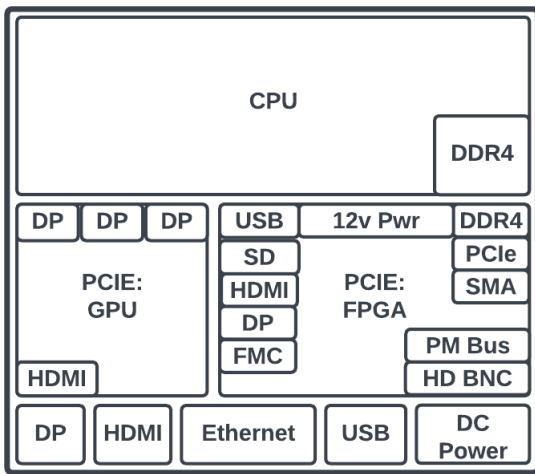 CPU
DDR4
DP DP DP
PCIE:
GPU
HDMI
USB 12v Pwr DDR4
SD
HDMI
DP
FMC
PCIE:
FPGA
PCIe
SMA
PM Bus
HD BNC
DP HDMI Ethernet USB DC
Power